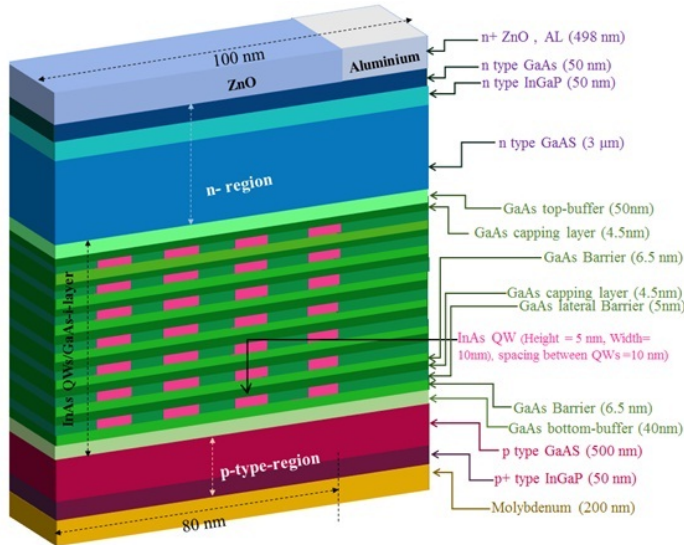 100 nm
ZnO
Aluminium
n- region
InAs QWs/GaAs-i-layer
p-type-region
80 nm
n+ ZnO , AL (498 nm)
n type GaAs (50 nm)
n type InGaP (50 nm)
n type GaAS (3 μm)
GaAs top-buffer (50nm)
GaAs capping layer (4.5nm)
GaAs Barrier (6.5 nm)
GaAs capping layer (4.5nm)
GaAs lateral Barrier (5nm)
InAs QW (Height = 5 nm, Width=
10nm), spacing between QWs =10 nm)
GaAs Barrier (6.5 nm)
GaAs bottom-buffer (40nm)
p type GaAS (500 nm)
p+ type InGaP (50 nm)
Molybdenum (200 nm)